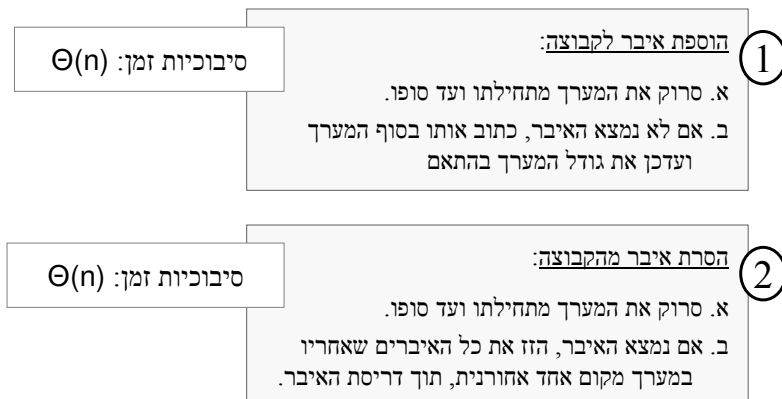 הוספת איבר לקבוצה:
1
סיבוכיות זמן: Θ(n)
א. סרוק את המערך מתחילתו ועד סופו.
ב. אם לא נמצא האיבר, כתוב אותו בסוף המערך
ועדכן את גודל המערך בהתאם
הסרת איבר מהקבוצה:
2
סיבוכיות זמן: Θ(n)
א. סרוק את המערך מתחילתו ועד סופו.
ב. אם נמצא האיבר, הזז את כל האיברים שאחריו
במערך מקום אחד אחורנית, תוך דריסת האיבר.